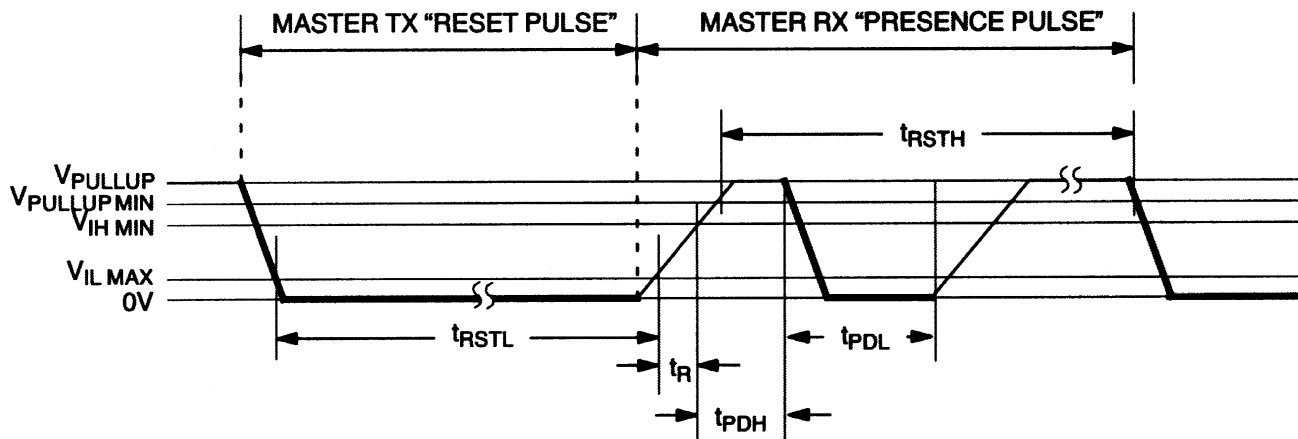 MASTER TX “RESET PULSE”
MASTER RX “PRESENCE PULSE”
tRSTH
VPULLUP
VPULLUP MIN
VIH MIN
VIL MAX
0V
tRSTL
tPDL
tR
tPDH